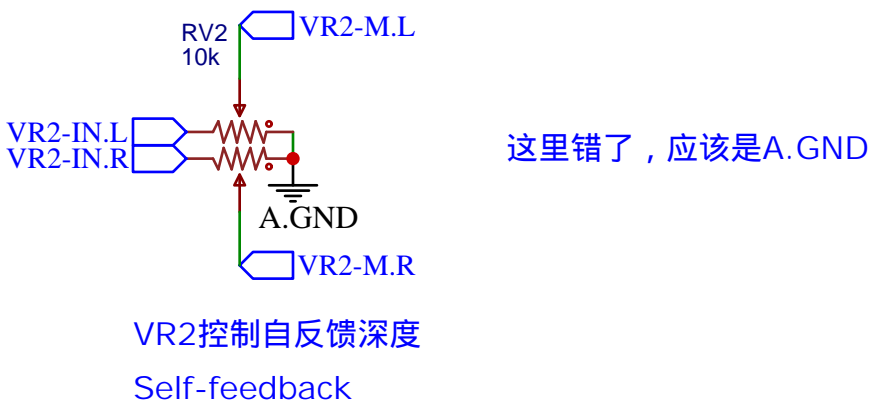 VR2-M.L
RV2
10k
VR2-IN.L
VR2-IN.R
这里错了，应该是A.GND
A.GND
VR2-M.R
VR2控制自反馈深度
Self-feedback